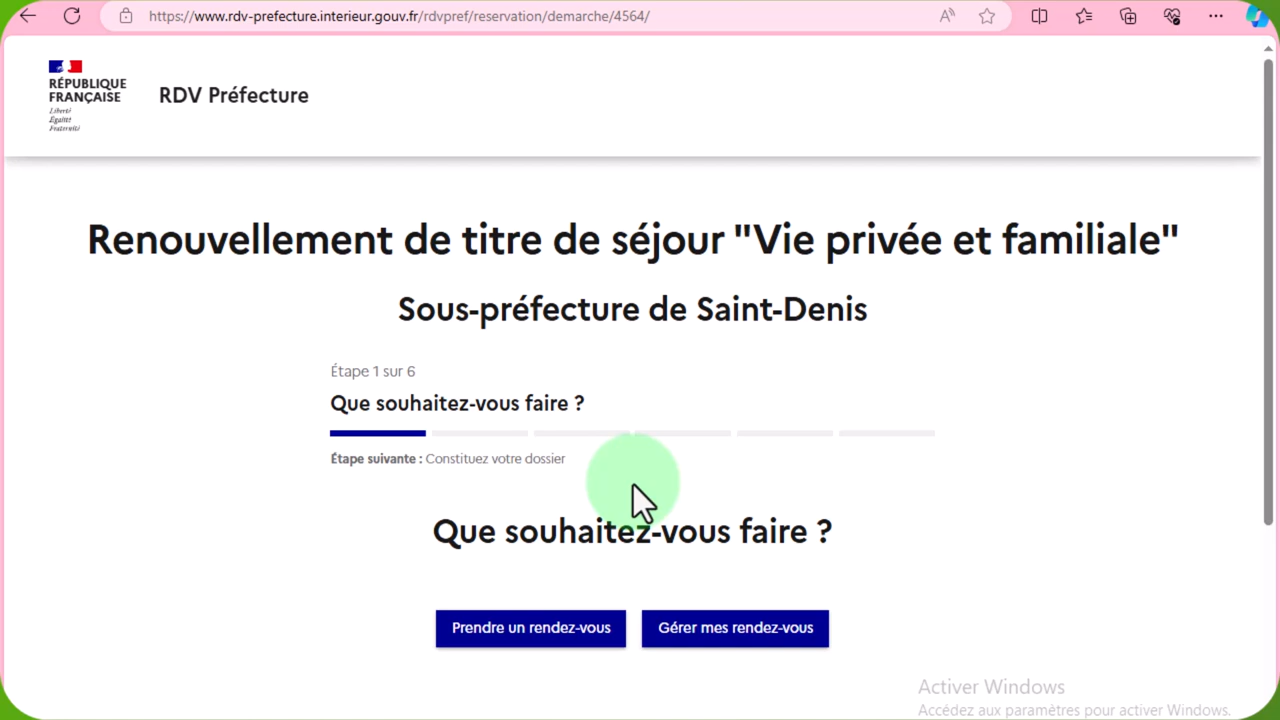 https://www.rdv-prefecture.interieur.gouv.fr/rdvpref/reservation/demarche/4564/
RÉPUBLIQUE
FRANÇAISE
Liberté
Égalité
Fraternité
RDV Préfecture
Renouvellement de titre de séjour "Vie privée et familiale"
Sous-préfecture de Saint-Denis
Étape 1 sur 6
Que souhaitez-vous faire ?
Étape suivante : Constituez votre dossier
Que souhaitez-vous faire ?
Prendre un rendez-vous
Gérer mes rendez-vous
Activer Windows
Accédez aux paramètres pour activer Windows.